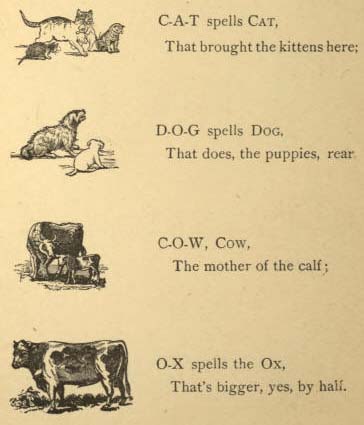 C-A-T spells CAT,
That brought the kittens here;
D-O-G spells DOG,
That does, the puppies, rear
C-O-W, Cow,
The mother of the calf;
O-X spells the Ox,
That's bigger, yes, by half.